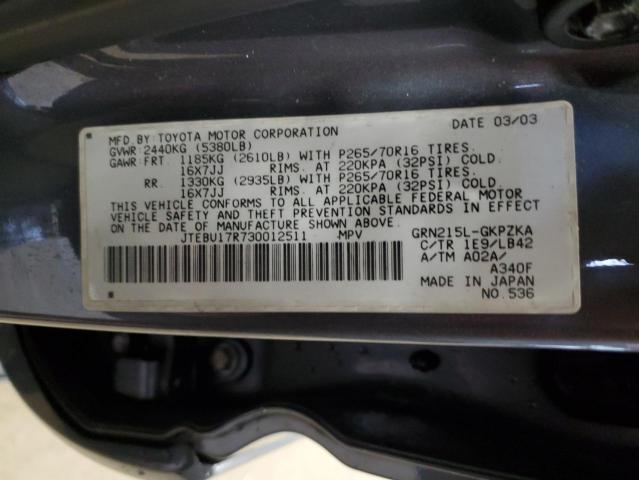 MFD.BY: TOYOTA MOTOR CORPORATION DATE 03/03
GVWR: 2440KG (5380LB)
GAWR: FRT. 1185KG (2610LB) WITH P265/70R16 TIRES.
16X7JJ RIMS. AT 220KPA (32PSI) COLD.
RR. 1330KG (2935LB) WITH P265/70R16 TIRES.
16X7JJ RIMS. AT 220KPA (32PSI) COLD.
THIS VEHICLE CONFORMS TO ALL APPLICABLE FEDERAL MOTOR
VEHICLE SAFETY AND THEFT PREVENTION STANDARDS IN EFFECT
ON THE DATE OF MANUFACTURE SHOWN ABOVE.
JTEBU17R730012511 MPV GRN215L-GKPZKA
C/TR 1E9/LB42
A/TM A02A/
A340F
MADE IN JAPAN
NO.536